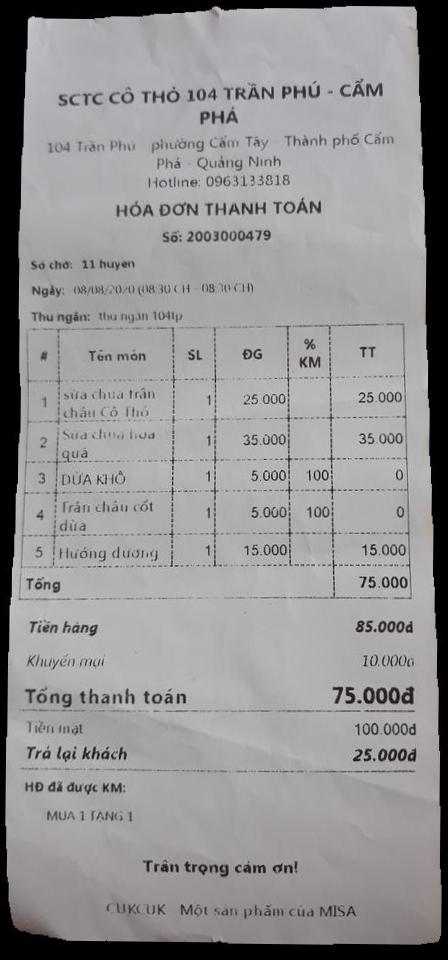 SCTC CÔ THỎ 104 TRẦN PHÚ - CẨM
PHẢ
104 Trần Phú - phường Cẩm Tây - Thành phố Cẩm
Phả - Quảng Ninh
Hotline: 0963133818
HÓA ĐƠN THANH TOÁN
Số: 2003000479
Số chờ: 11 huyen
Ngày: 08/08/2020 (08:30 CH - 08:30 CH)
Thu ngân: thu ngan 104tp
# Tên món SL ĐG % KM TT
1 sữa chua trân châu Cô Thỏ 1 25.000 25.000
2 Sữa chua hoa quả 1 35.000 35.000
3 DỪA KHÔ 1 5.000 100 0
4 Trân châu cốt dừa 1 5.000 100 0
5 Hướng dương 1 15.000 15.000
Tổng 75.000
Tiền hàng 85.000đ
Khuyến mại 10.000đ
Tổng thanh toán 75.000đ
Tiền mặt 100.000đ
Trả lại khách 25.000đ
HĐ đã được KM:
MUA 1 TẶNG 1
Trân trọng cảm ơn!
CUKCUK - Một sản phẩm của MISA